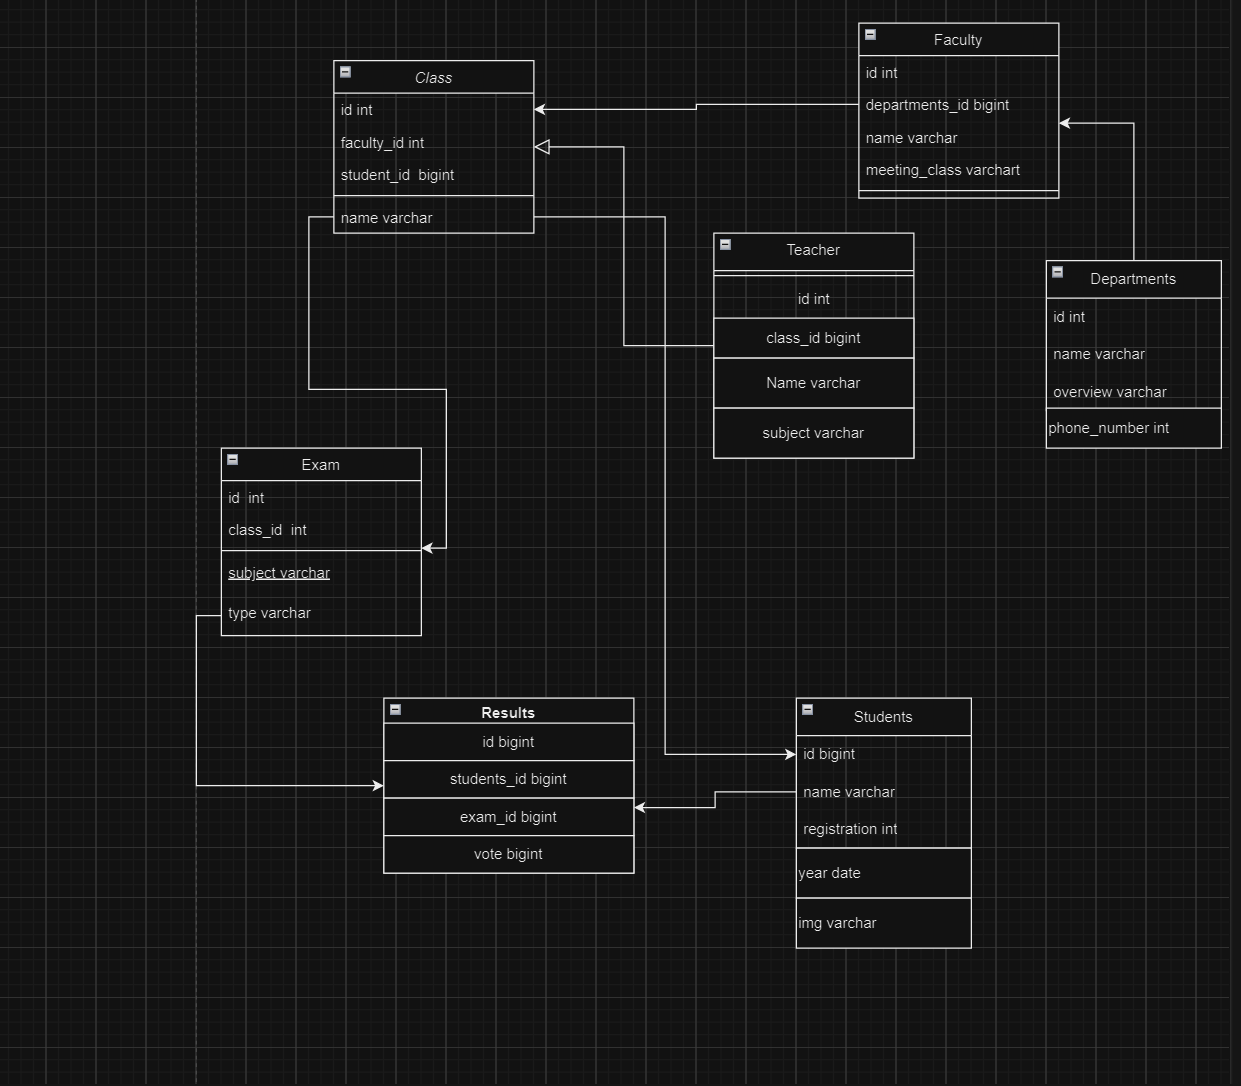 Faculty
id int
departments_id bigint
name varchar
meeting_class varchart
Class
id int
faculty_id int
student_id  bigint
name varchar
Teacher
id int
class_id bigint
Name varchar
subject varchar
Departments
id int
name varchar
overview varchar
phone_number int
Exam
id  int
class_id  int
subject varchar
type varchar
Results
id bigint
students_id bigint
exam_id bigint
vote bigint
Students
id bigint
name varchar
registration int
year date
img varchar